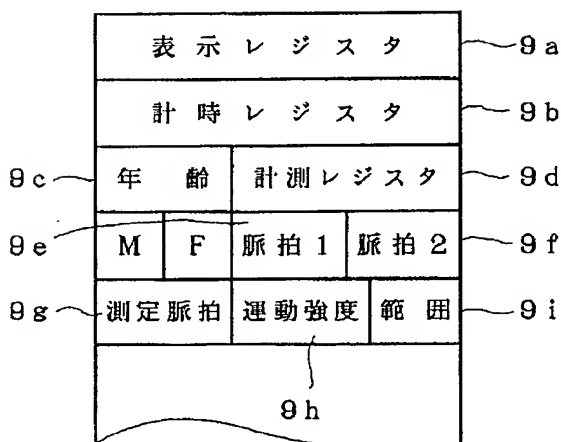 表示レジスタ 9a
計時レジスタ 9b
9c 年齢 計測レジスタ 9d
9e M F 脈拍1 脈拍2 9f
9g 測定脈拍 運動強度 範囲 9i
9h